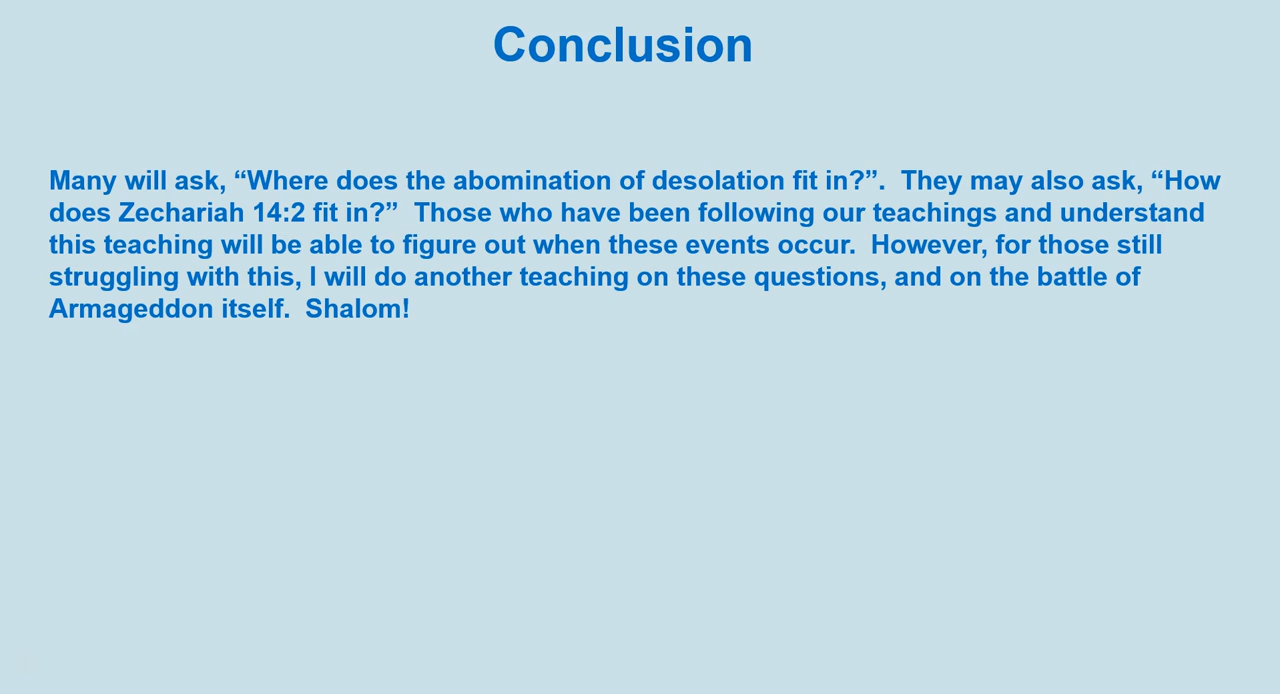 Conclusion
Many will ask, “Where does the abomination of desolation fit in?”.  They may also ask, “How
does Zechariah 14:2 fit in?”  Those who have been following our teachings and understand
this teaching will be able to figure out when these events occur.  However, for those still
struggling with this, I will do another teaching on these questions, and on the battle of
Armageddon itself.  Shalom!